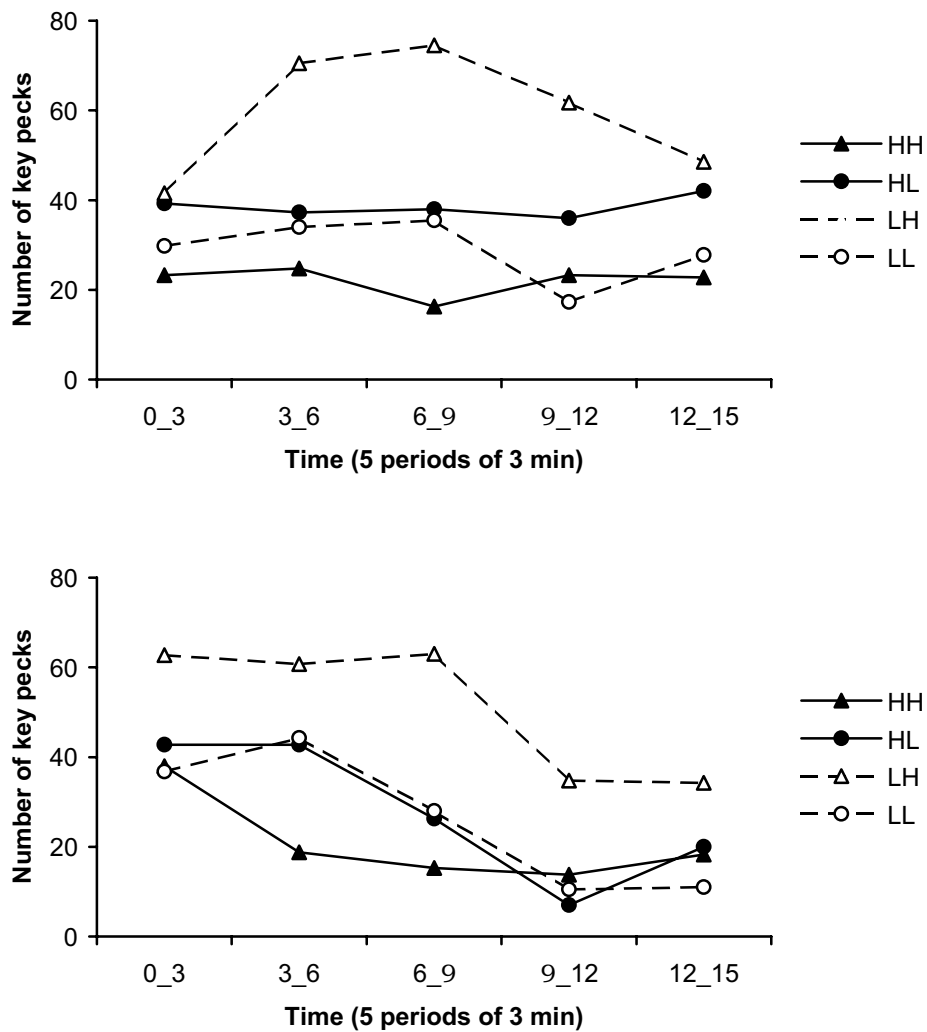 80
60
40
20
0
Number of key pecks
0_3 3_6 6_9 9_12 12_15
Time (5 periods of 3 min)
HH
HL
LH
LL
80
60
40
20
0
Number of key pecks
0_3 3_6 6_9 9_12 12_15
Time (5 periods of 3 min)
HH
HL
LH
LL